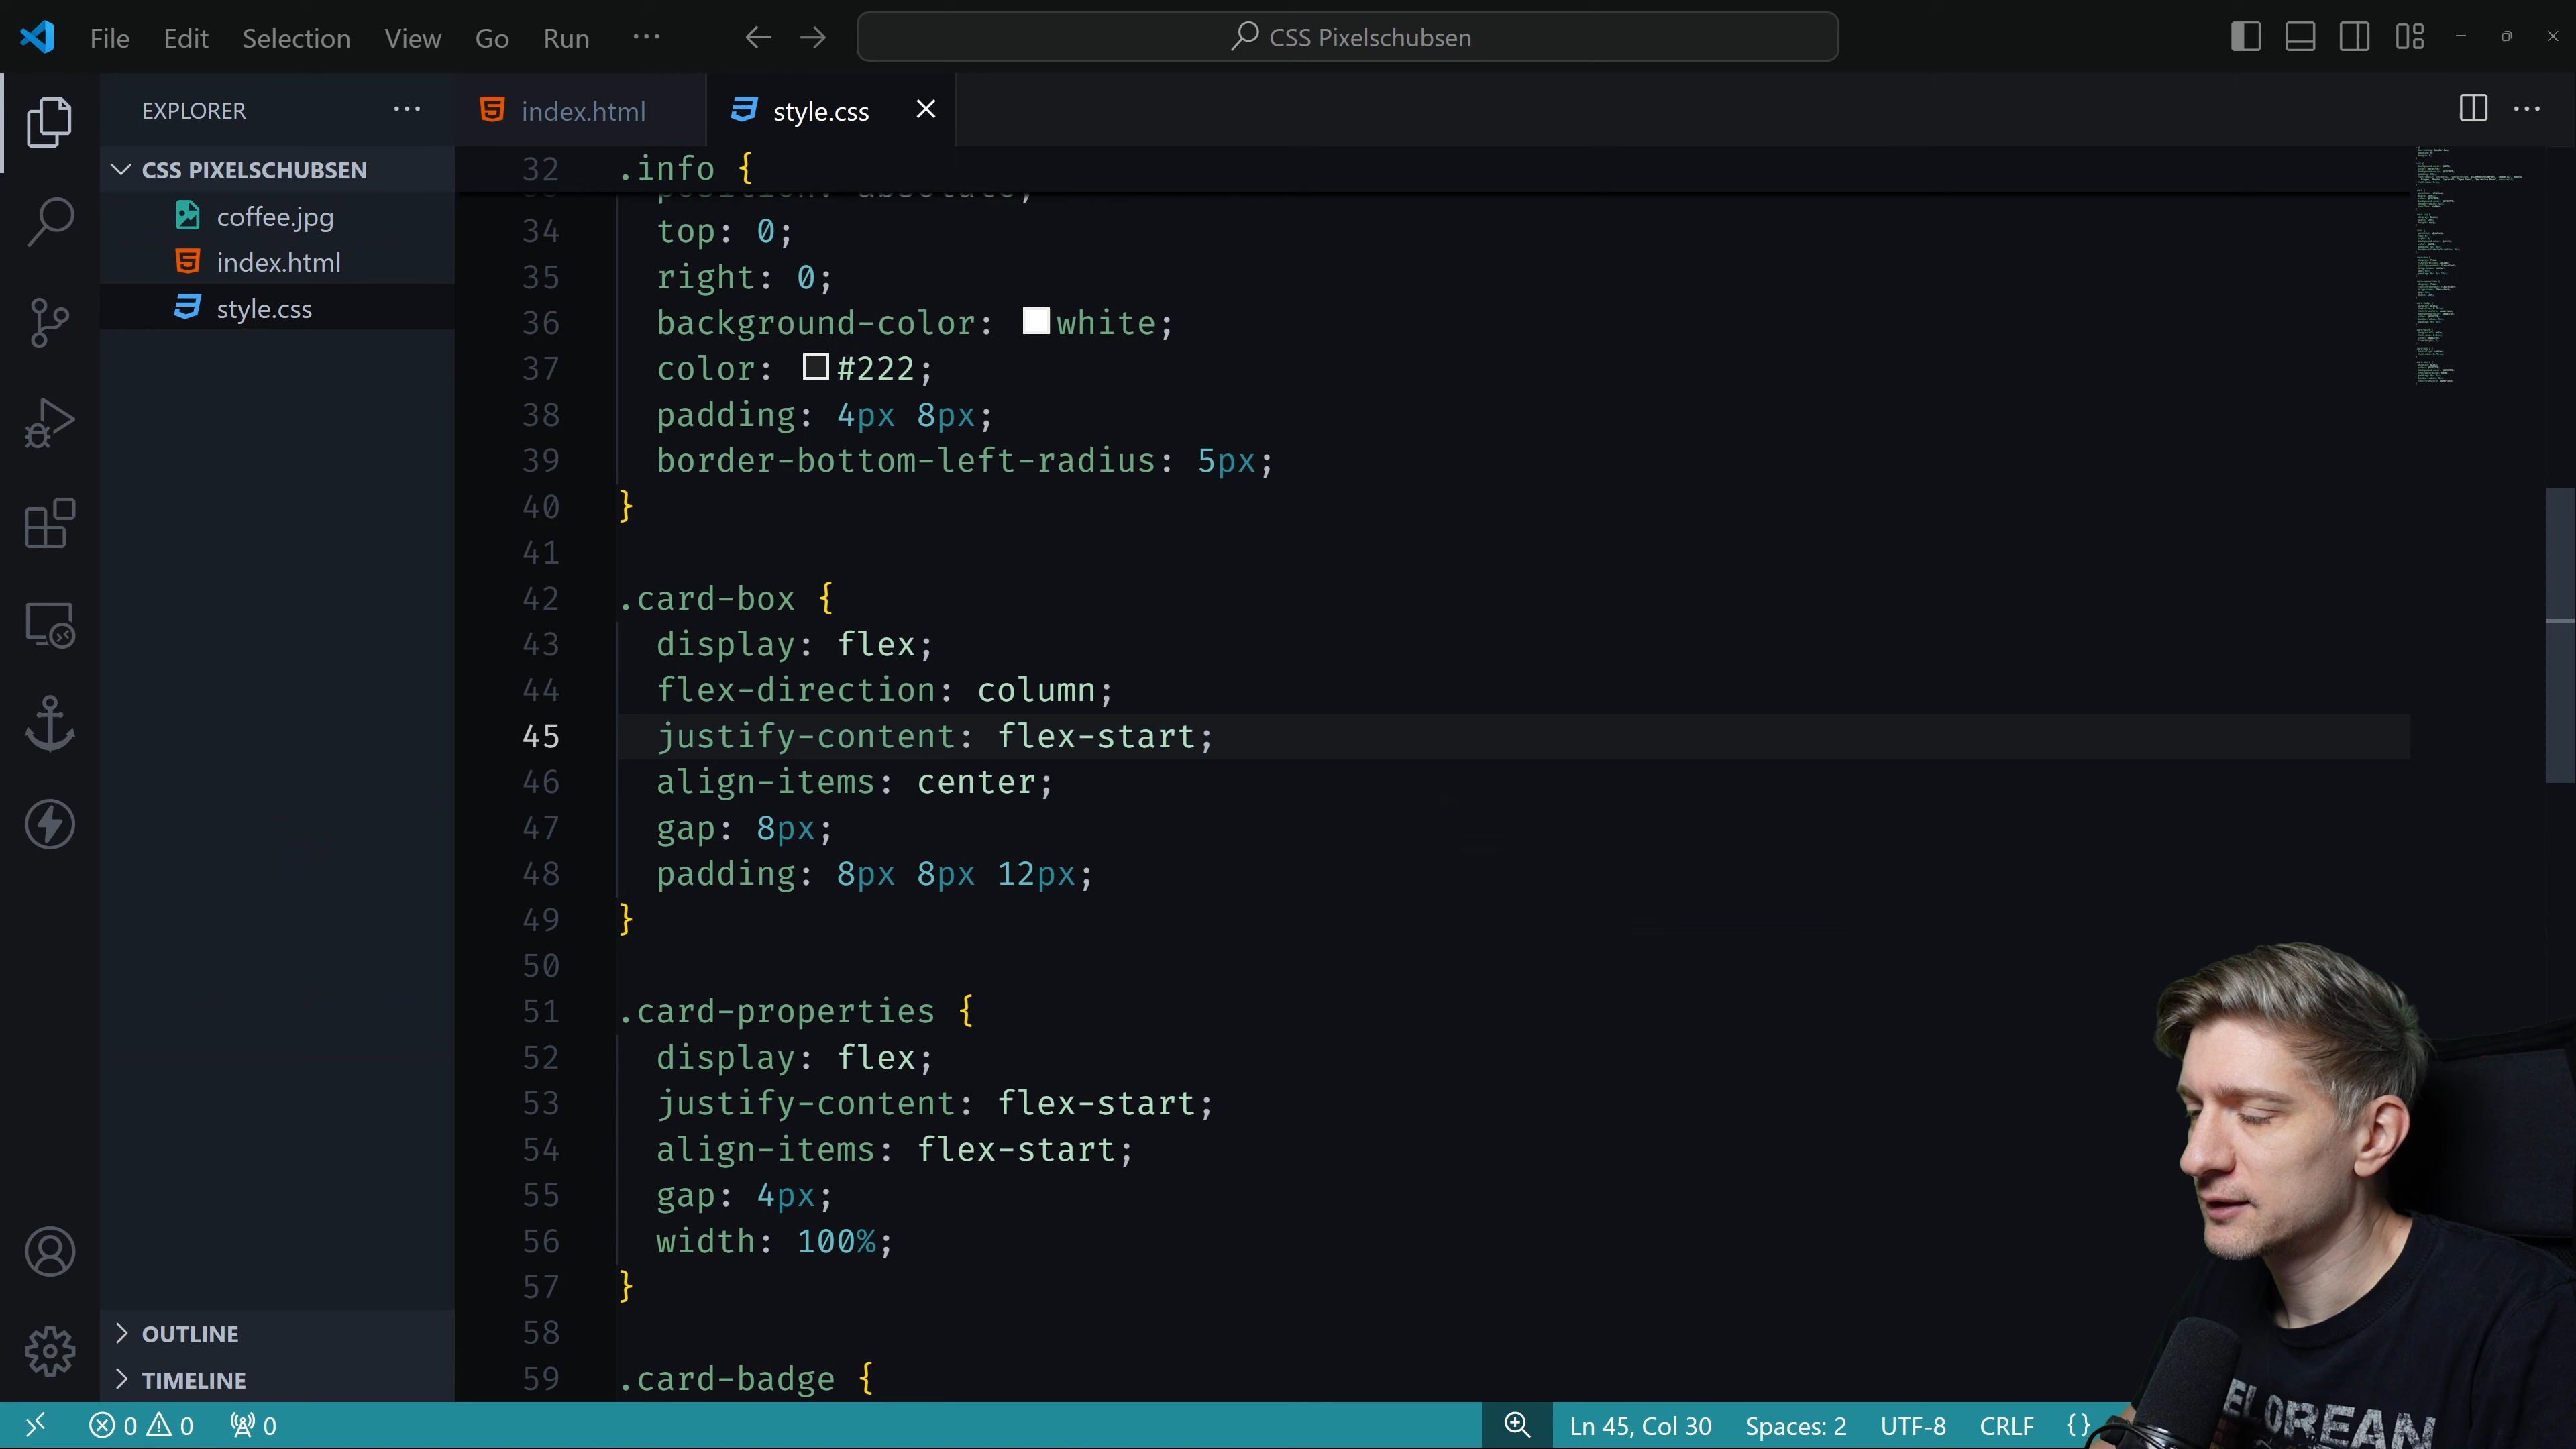 File Edit Selection View Go Run ··· CSS Pixelschubsen
EXPLORER
index.html style.css
CSS PIXELSCHUBSEN
coffee.jpg
index.html
style.css
OUTLINE
TIMELINE
32 .info {
position: absolute;
34 top: 0;
35 right: 0;
36 background-color: white;
37 color: #222;
38 padding: 4px 8px;
39 border-bottom-left-radius: 5px;
40 }
41
42 .card-box {
43 display: flex;
44 flex-direction: column;
45 justify-content: flex-start;
46 align-items: center;
47 gap: 8px;
48 padding: 8px 8px 12px;
49 }
50
51 .card-properties {
52 display: flex;
53 justify-content: flex-start;
54 align-items: flex-start;
55 gap: 4px;
56 width: 100%;
57 }
58
59 .card-badge {
0 0 0 Ln 45, Col 30 Spaces: 2 UTF-8 CRLF {}
ELOREAN